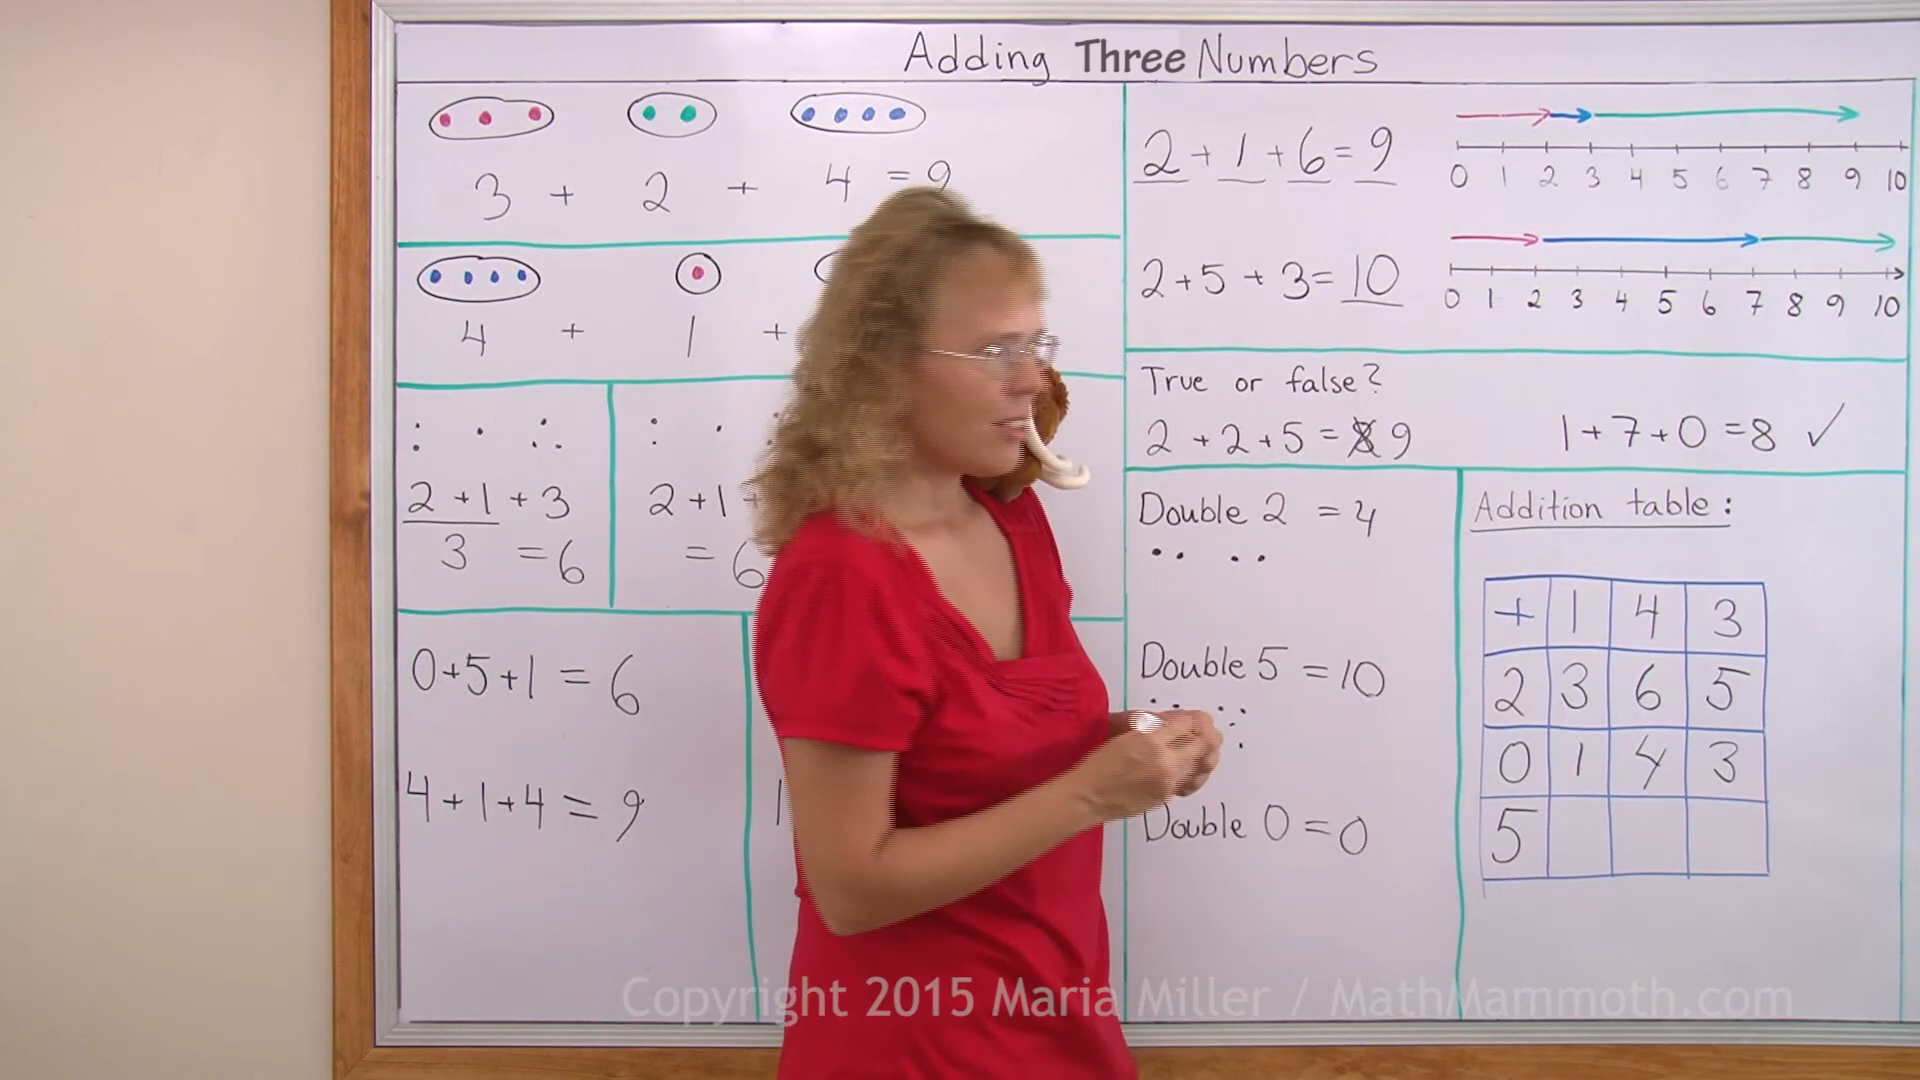 Adding Three Numbers
3 + 2 + 4 = 9
4 + 1 +
2 + 1 + 3
3 = 6
2 + 1 +
= 6
0 + 5 + 1 = 6
4 + 1 + 4 = 9
1
2 + 1 + 6 = 9
0 1 2 3 4 5 6 7 8 9 10
2 + 5 + 3 = 10
0 1 2 3 4 5 6 7 8 9 10
True or false?
2 + 2 + 5 = 8 9
1 + 7 + 0 = 8 ✓
Double 2 = 4
Double 5 = 10
Double 0 = 0
Addition table:
+ 1 4 3
2 3 6 5
0 1 4 3
5
Copyright 2015 Maria Miller / MathMammoth.com